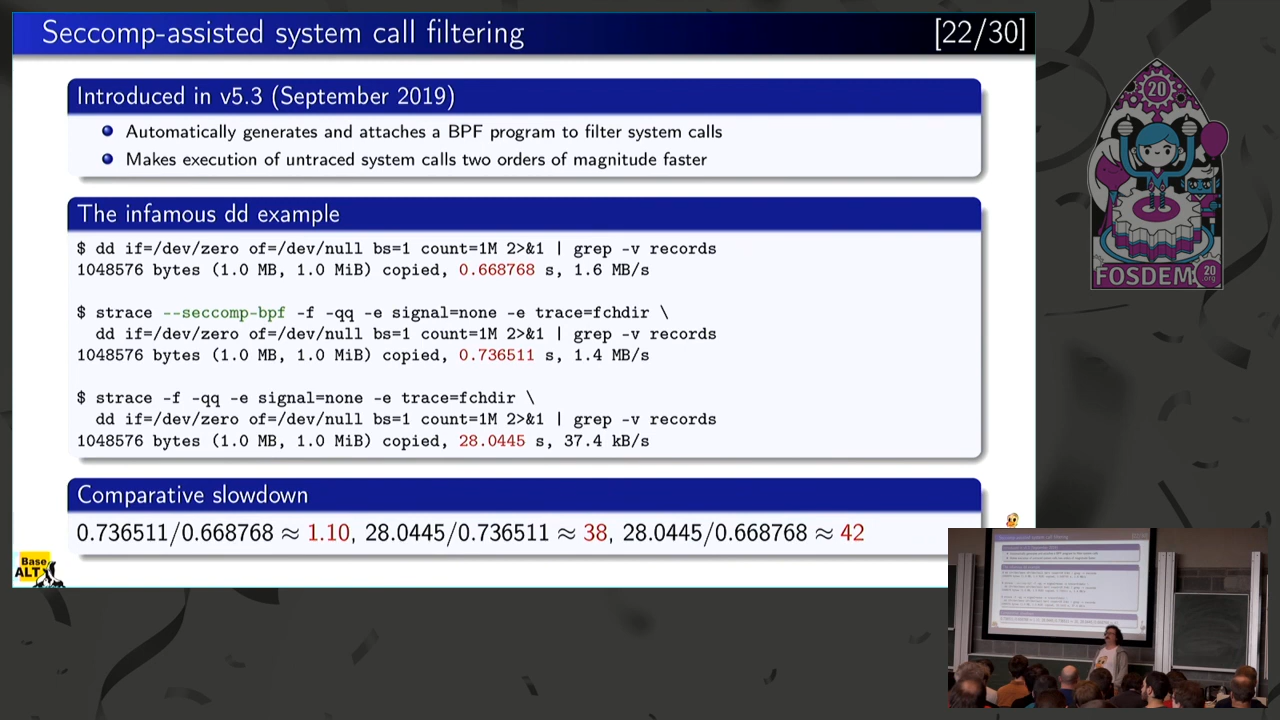 Seccomp-assisted system call filtering [22/30]
Introduced in v5.3 (September 2019)
Automatically generates and attaches a BPF program to filter system calls
Makes execution of untraced system calls two orders of magnitude faster
The infamous dd example
$ dd if=/dev/zero of=/dev/null bs=1 count=1M 2>&1 | grep -v records
1048576 bytes (1.0 MB, 1.0 MiB) copied, 0.668768 s, 1.6 MB/s
$ strace --seccomp-bpf -f -qq -e signal=none -e trace=fchdir \
dd if=/dev/zero of=/dev/null bs=1 count=1M 2>&1 | grep -v records
1048576 bytes (1.0 MB, 1.0 MiB) copied, 0.736511 s, 1.4 MB/s
$ strace -f -qq -e signal=none -e trace=fchdir \
dd if=/dev/zero of=/dev/null bs=1 count=1M 2>&1 | grep -v records
1048576 bytes (1.0 MB, 1.0 MiB) copied, 28.0445 s, 37.4 kB/s
Comparative slowdown
0.736511/0.668768 ≈ 1.10, 28.0445/0.736511 ≈ 38, 28.0445/0.668768 ≈ 42
Base
ALT
20
FOSDEM
20
.org